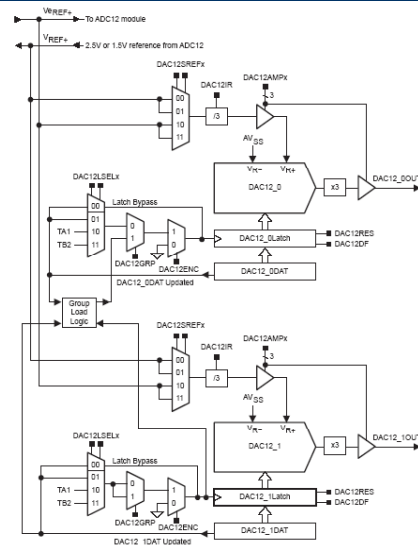 VeREF+
To ADC12 module
VREF+
2.5V or 1.5V reference from ADC12
DAC12SREFx
DAC12IR
DAC12AMPx
3
00
01
10
11
/3
AVSS
VR−
VR+
DAC12_0
x3
DAC12_0OUT
DAC12LSELx
Latch Bypass
00
01
TA1
10
TB2
11
1
0
1
0
DAC12GRP
DAC12ENC
DAC12_0Latch
DAC12RES
DAC12DF
DAC12_0DAT
DAC12_0DAT Updated
Group
Load
Logic
DAC12SREFx
DAC12IR
DAC12AMPx
3
00
01
10
11
/3
AVSS
VR−
VR+
DAC12_1
x3
DAC12_1OUT
DAC12LSELx
Latch Bypass
00
01
TA1
10
TB2
11
0
1
1
0
DAC12GRP
DAC12ENC
DAC12_1Latch
DAC12RES
DAC12DF
DAC12_1DAT
DAC12_1DAT Updated